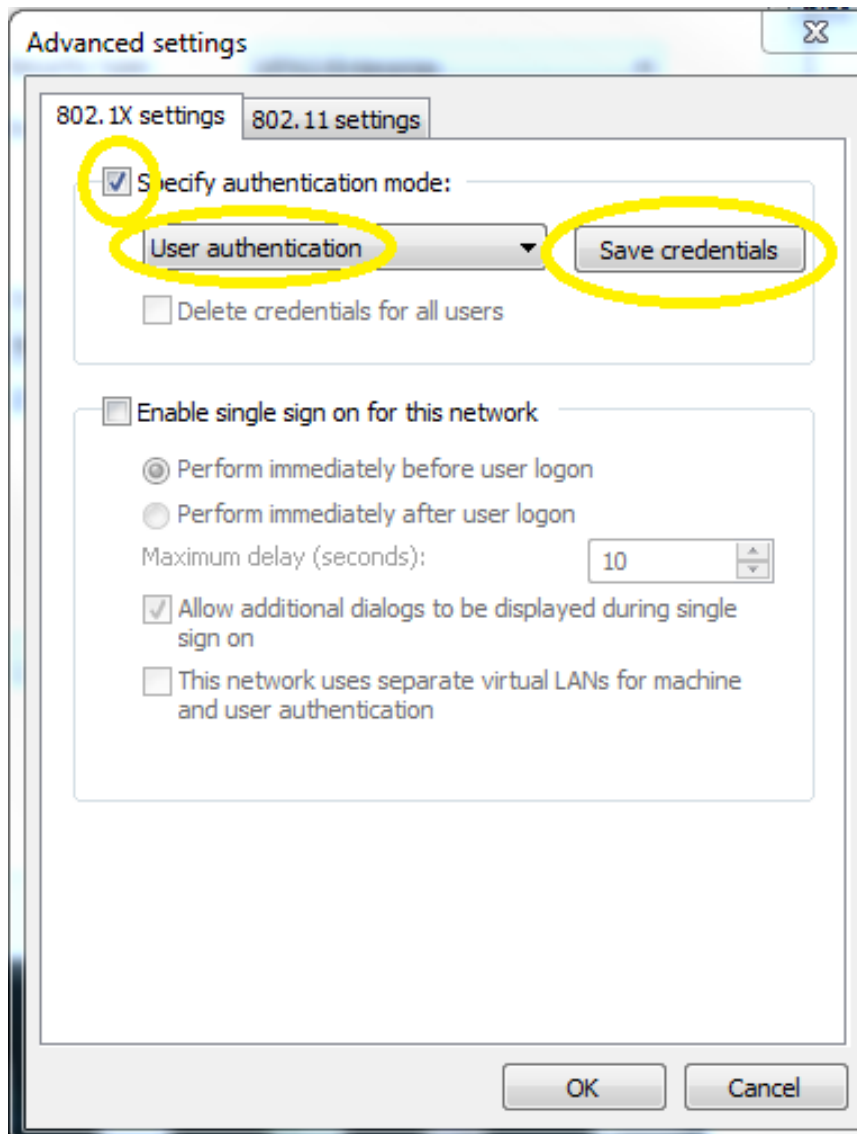 Advanced settings
802.1X settings
802.11 settings
Specify authentication mode:
User authentication
Save credentials
Delete credentials for all users
Enable single sign on for this network
Perform immediately before user logon
Perform immediately after user logon
Maximum delay (seconds):
10
Allow additional dialogs to be displayed during single
sign on
This network uses separate virtual LANs for machine
and user authentication
OK
Cancel